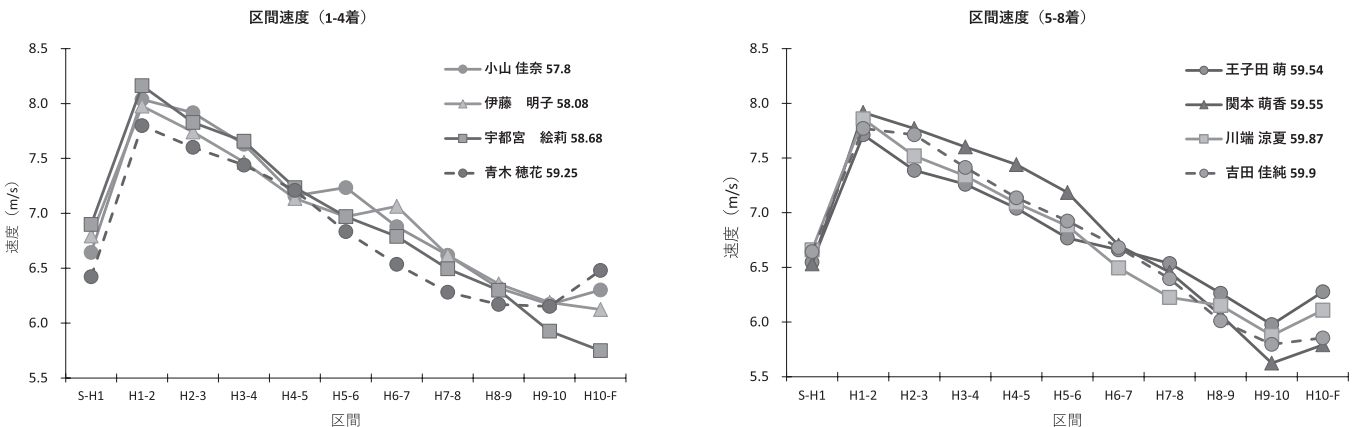 区間速度（1-4着）
8.5
8.0
7.5
7.0
6.5
6.0
5.5
速度（m/s）
小山 佳奈 57.8
伊藤　明子 58.08
宇都宮　絵莉 58.68
青木 穂花 59.25
S-H1 H1-2 H2-3 H3-4 H4-5 H5-6 H6-7 H7-8 H8-9 H9-10 H10-F
区間
区間速度（5-8着）
8.5
8.0
7.5
7.0
6.5
6.0
5.5
速度（m/s）
王子田 萌 59.54
関本 萌香 59.55
川端 涼夏 59.87
吉田 佳純 59.9
S-H1 H1-2 H2-3 H3-4 H4-5 H5-6 H6-7 H7-8 H8-9 H9-10 H10-F
区間